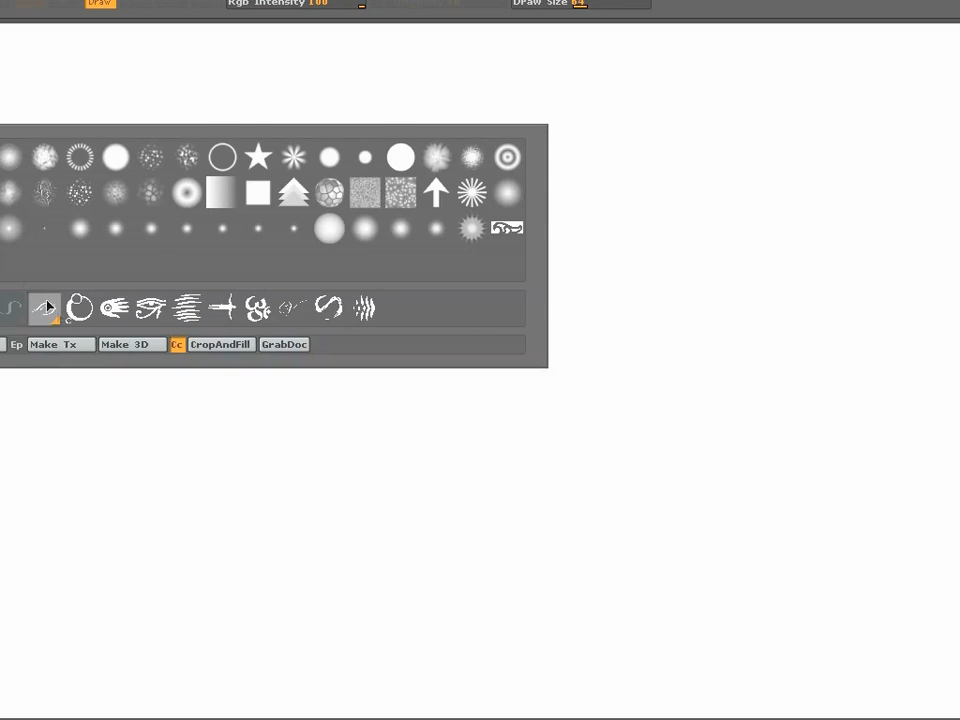 Draw Rgb Intensity 100 Draw Size 64
Ep Make Tx Make 3D Cc CropAndFill GrabDoc